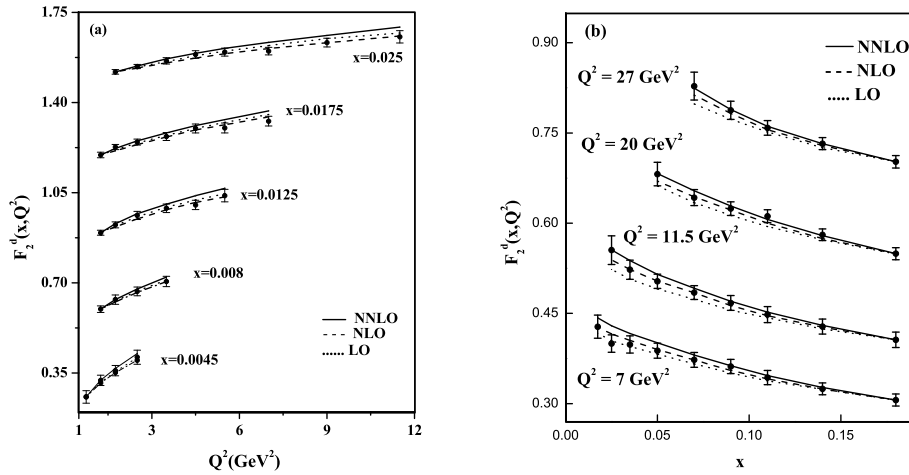 (a)
1.75
1.40
1.05
0.70
0.35
F₂ᵈ(x,Q²)
x=0.025
x=0.0175
x=0.0125
x=0.008
x=0.0045
NNLO
NLO
LO
1 3 6 9 12
Q²(GeV²)
(b)
0.90
0.75
0.60
0.45
0.30
F₂ᵈ(x,Q²)
NNLO
NLO
LO
Q² = 27 GeV²
Q² = 20 GeV²
Q² = 11.5 GeV²
Q² = 7 GeV²
0.00 0.05 0.10 0.15
x